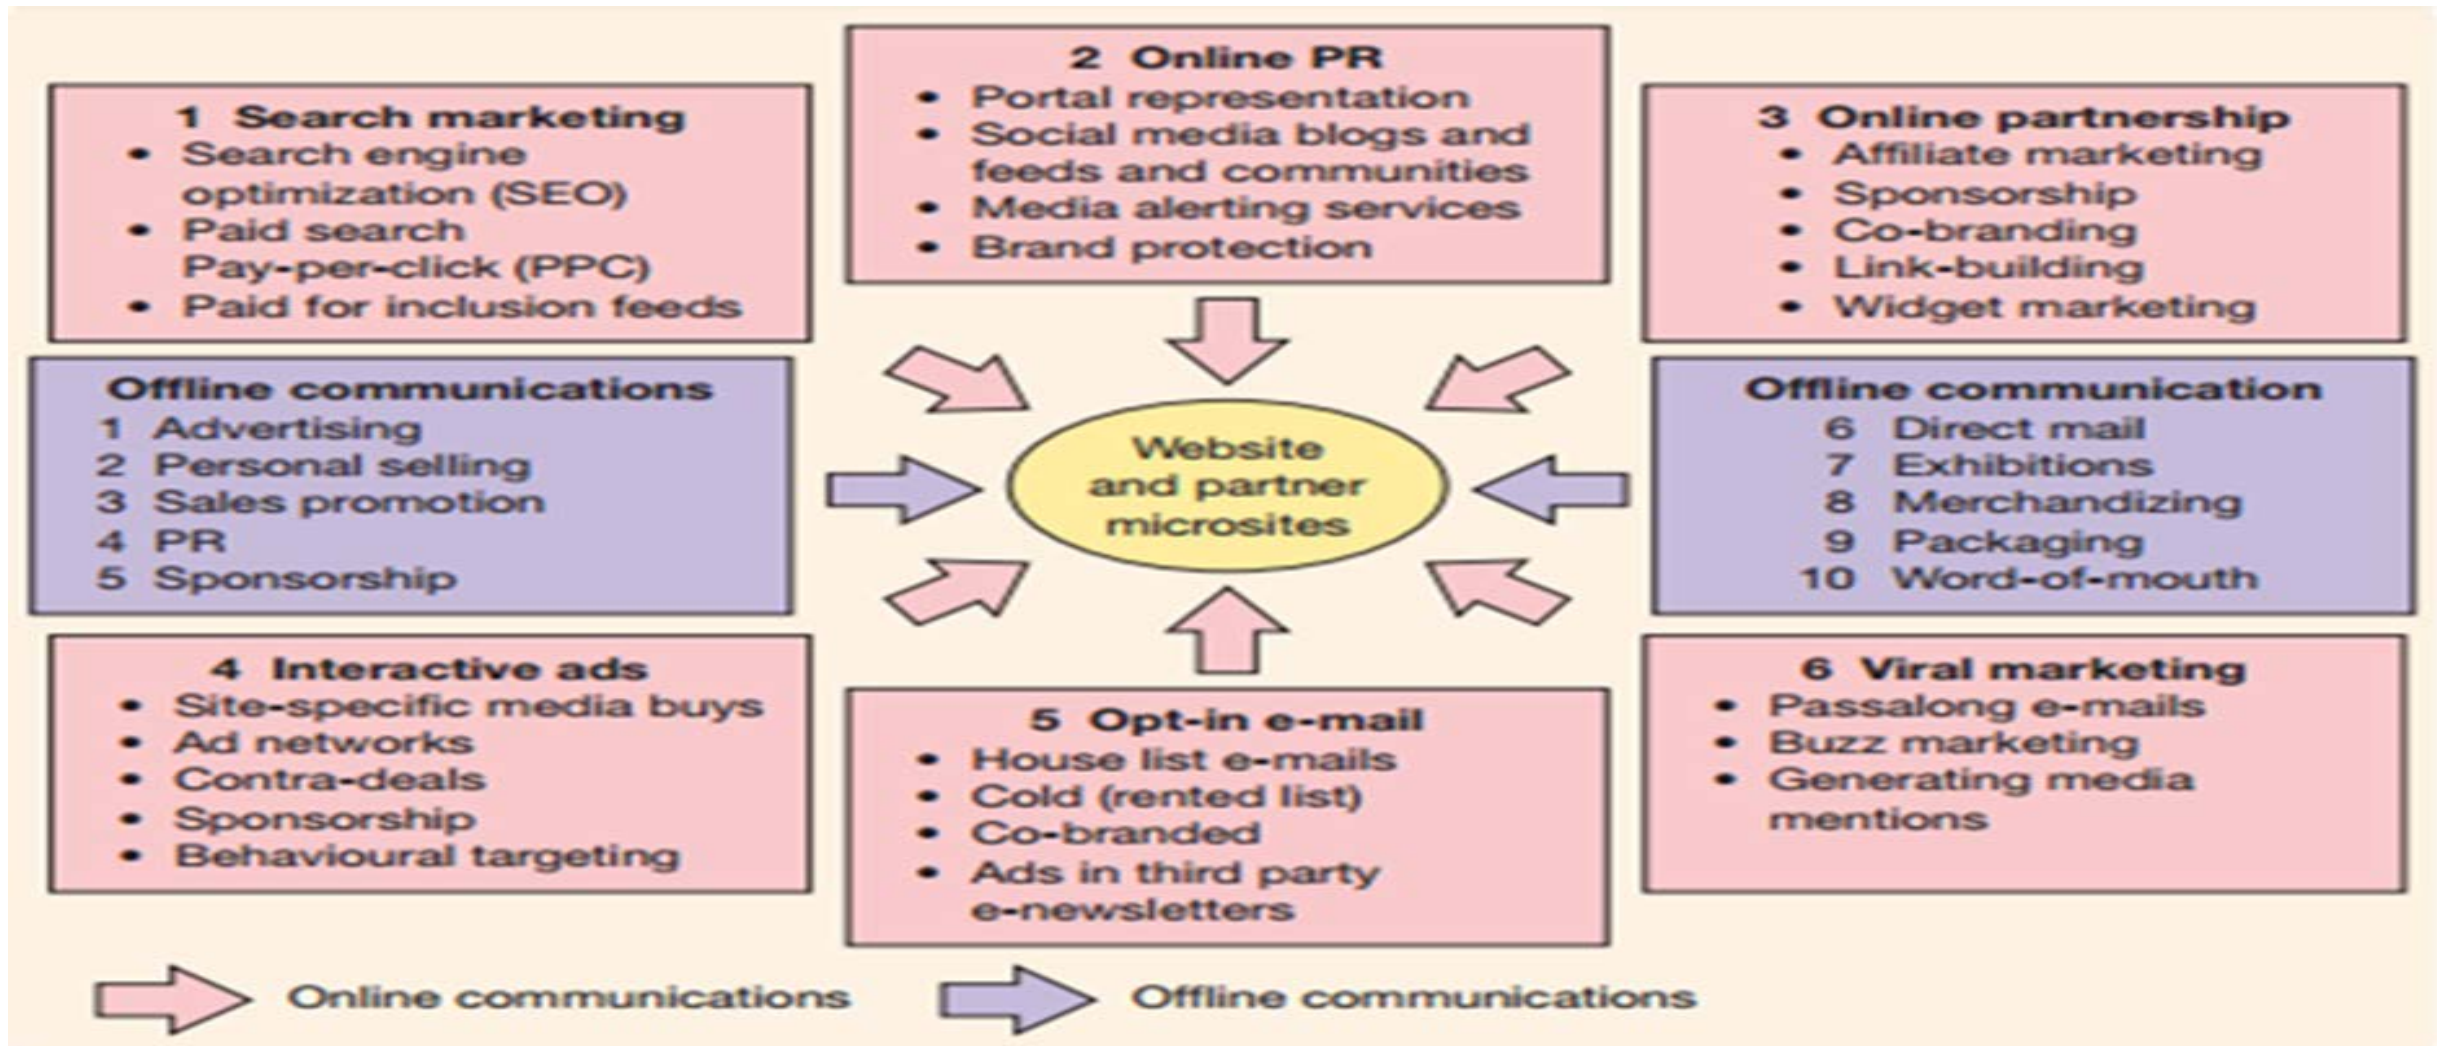 1 Search marketing
• Search engine
optimization (SEO)
• Paid search
Pay-per-click (PPC)
• Paid for inclusion feeds
2 Online PR
• Portal representation
• Social media blogs and
feeds and communities
• Media alerting services
• Brand protection
3 Online partnership
• Affiliate marketing
• Sponsorship
• Co-branding
• Link-building
• Widget marketing
Offline communications
1 Advertising
2 Personal selling
3 Sales promotion
4 PR
5 Sponsorship
Website
and partner
microsites
Offline communication
6 Direct mail
7 Exhibitions
8 Merchandizing
9 Packaging
10 Word-of-mouth
4 Interactive ads
• Site-specific media buys
• Ad networks
• Contra-deals
• Sponsorship
• Behavioural targeting
5 Opt-in e-mail
• House list e-mails
• Cold (rented list)
• Co-branded
• Ads in third party
e-newsletters
6 Viral marketing
• Passalong e-mails
• Buzz marketing
• Generating media
mentions
Online communications
Offline communications